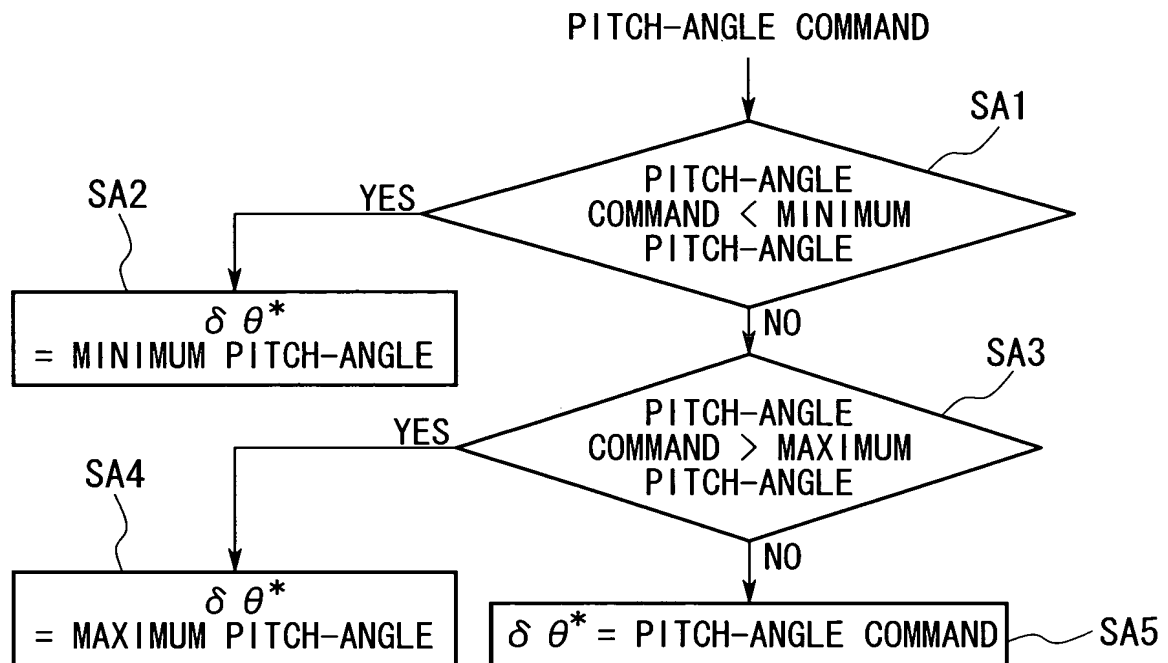 PITCH-ANGLE COMMAND
SA1
PITCH-ANGLE
COMMAND < MINIMUM
PITCH-ANGLE
YES
SA2
δ θ*
= MINIMUM PITCH-ANGLE
NO
SA3
PITCH-ANGLE
COMMAND > MAXIMUM
PITCH-ANGLE
YES
SA4
δ θ*
= MAXIMUM PITCH-ANGLE
NO
δ θ* = PITCH-ANGLE COMMAND
SA5